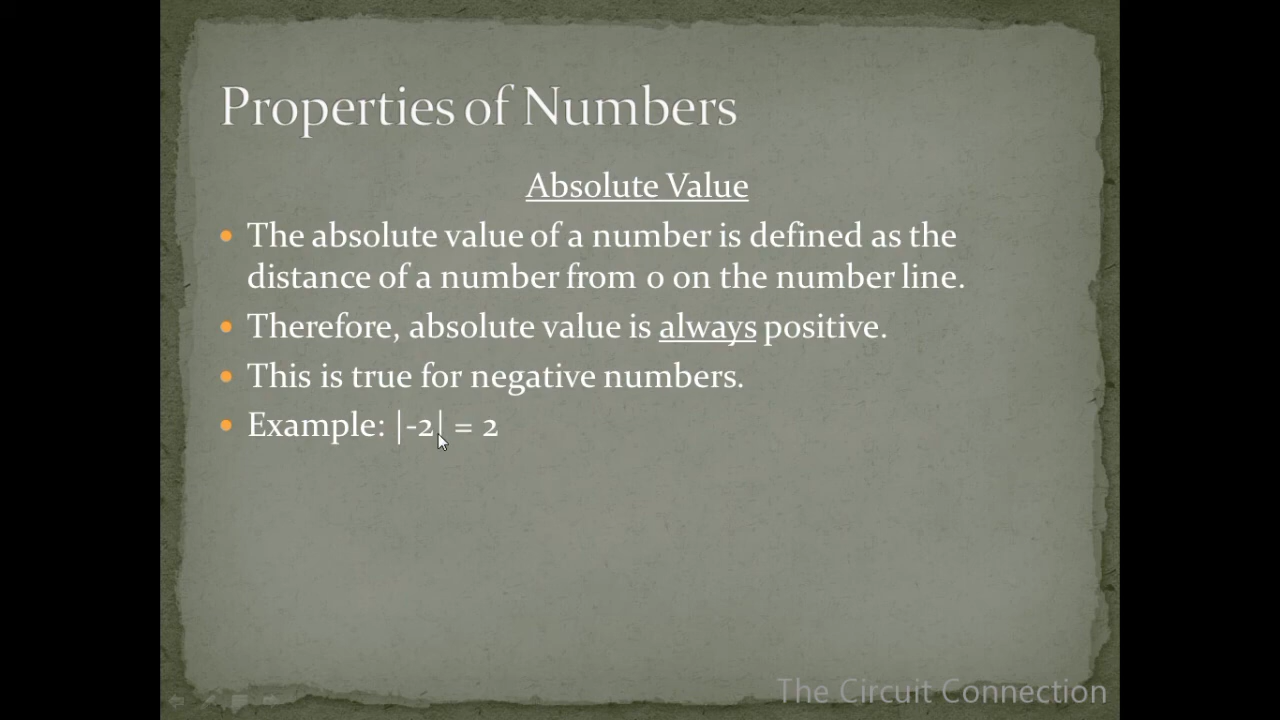 Properties of Numbers
Absolute Value
• The absolute value of a number is defined as the
distance of a number from 0 on the number line.
• Therefore, absolute value is always positive.
• This is true for negative numbers.
• Example: |-2| = 2
The Circuit Connection